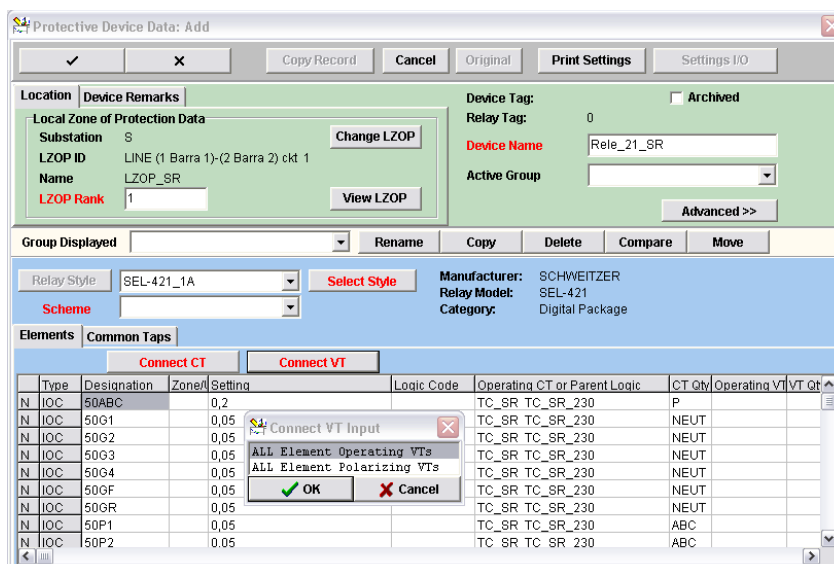 Protective Device Data: Add
Copy Record Cancel Original Print Settings Settings I/O
Location Device Remarks
Local Zone of Protection Data
Substation S Change LZOP
LZOP ID LINE (1 Barra 1)-(2 Barra 2) ckt 1
Name LZOP_SR
LZOP Rank 1 View LZOP
Device Tag: Archived
Relay Tag: 0
Device Name Rele_21_SR
Active Group
Advanced >>
Group Displayed Rename Copy Delete Compare Move
Relay Style SEL-421_1A Select Style
Scheme
Manufacturer: SCHWEITZER
Relay Model: SEL-421
Category: Digital Package
Elements Common Taps
Connect CT Connect VT
Type Designation Zone/U Setting Logic Code Operating CT or Parent Logic CT Qty Operating VT VT Qt
N IOC 50ABC 0,2 TC_SR TC_SR_230 P
N IOC 50G1 0,05 TC_SR TC_SR_230 NEUT
N IOC 50G2 0,05 TC_SR TC_SR_230 NEUT
N IOC 50G3 0,05 TC_SR TC_SR_230 NEUT
N IOC 50G4 0,05 TC_SR TC_SR_230 NEUT
N IOC 50GF 0,05 TC_SR TC_SR_230 NEUT
N IOC 50GR 0,05 TC_SR TC_SR_230 NEUT
N IOC 50P1 0,05 TC_SR TC_SR_230 ABC
N IOC 50P2 0,05 TC_SR TC_SR_230 ABC
Connect VT Input
ALL Element Operating VTs
ALL Element Polarizing VTs
OK Cancel